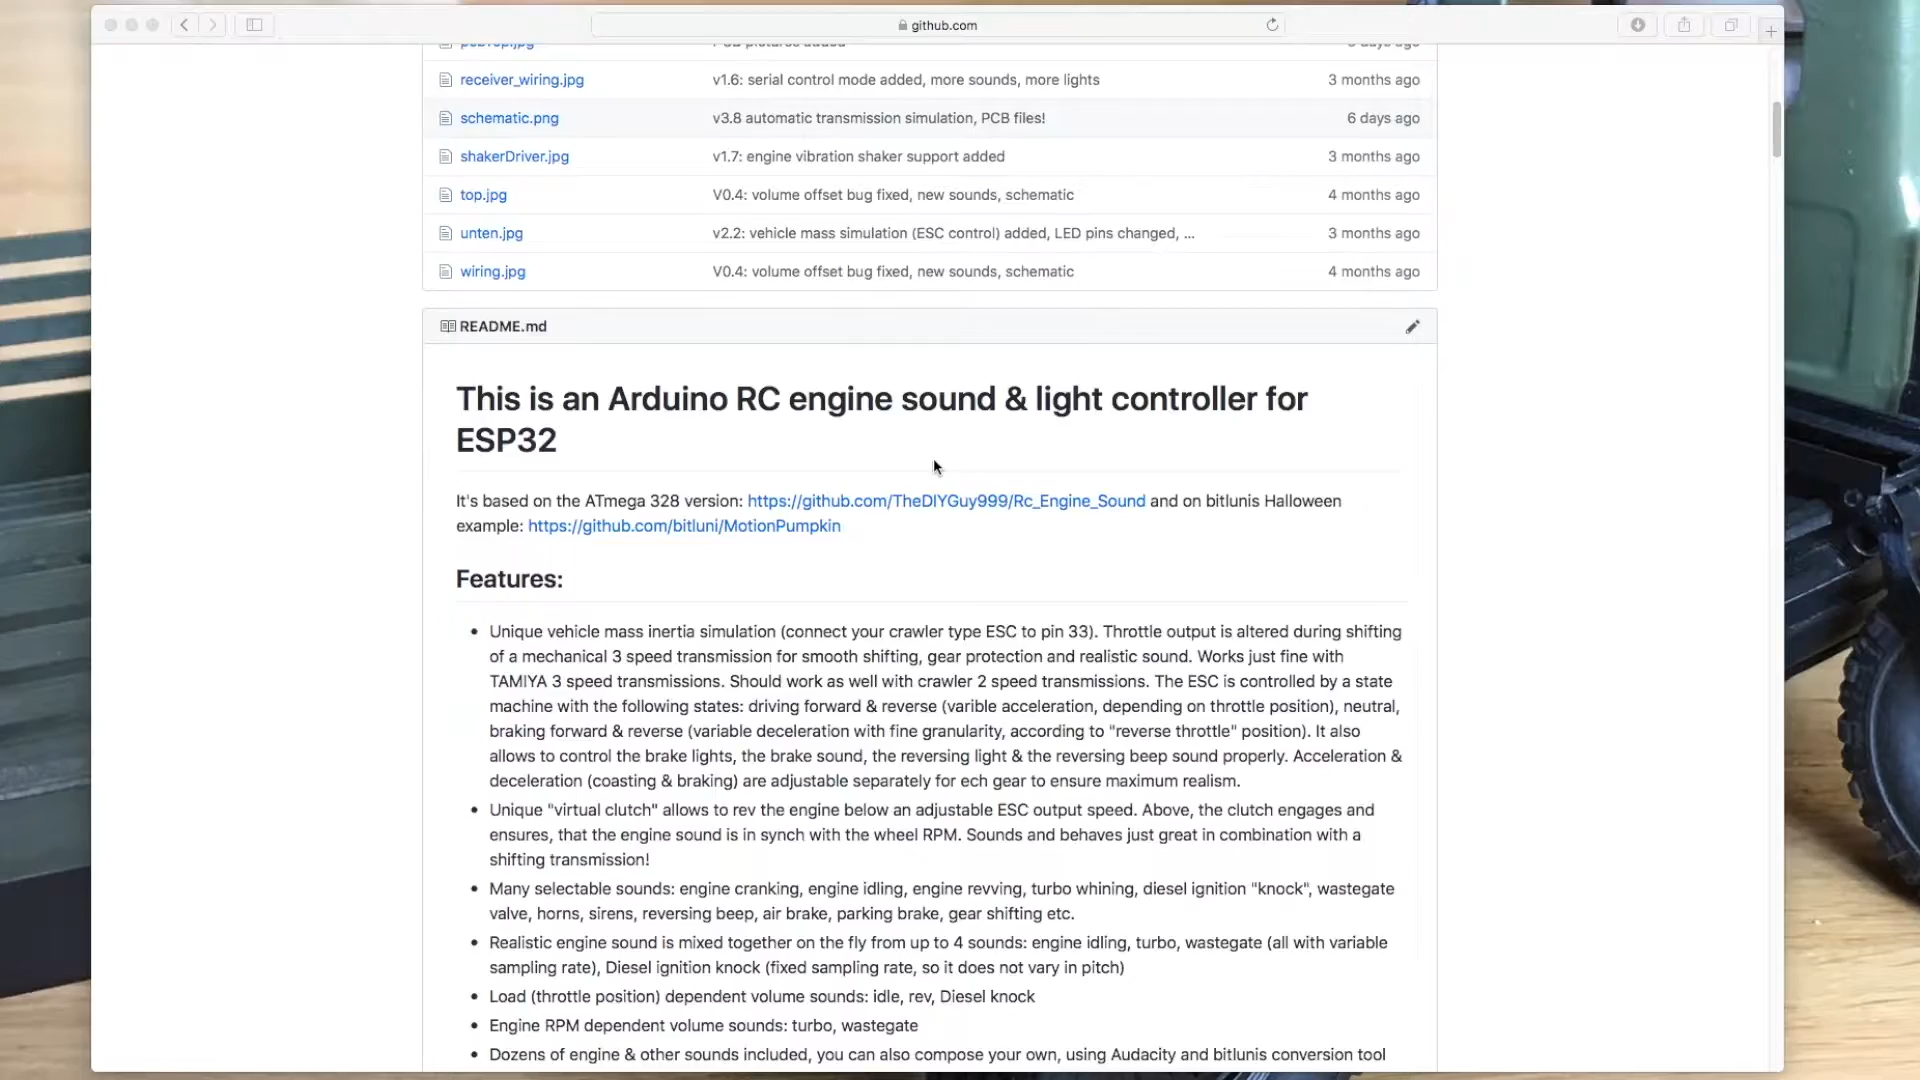 github.com
pcbTop.jpg PCB pictures added 6 days ago
receiver_wiring.jpg v1.6: serial control mode added, more sounds, more lights 3 months ago
schematic.png v3.8 automatic transmission simulation, PCB files! 6 days ago
shakerDriver.jpg v1.7: engine vibration shaker support added 3 months ago
top.jpg V0.4: volume offset bug fixed, new sounds, schematic 4 months ago
unten.jpg v2.2: vehicle mass simulation (ESC control) added, LED pins changed, ... 3 months ago
wiring.jpg V0.4: volume offset bug fixed, new sounds, schematic 4 months ago
README.md
This is an Arduino RC engine sound & light controller for
ESP32
It's based on the ATmega 328 version: https://github.com/TheDIYGuy999/Rc_Engine_Sound and on bitlunis Halloween
example: https://github.com/bitluni/MotionPumpkin
Features:
• Unique vehicle mass inertia simulation (connect your crawler type ESC to pin 33). Throttle output is altered during shifting
of a mechanical 3 speed transmission for smooth shifting, gear protection and realistic sound. Works just fine with
TAMIYA 3 speed transmissions. Should work as well with crawler 2 speed transmissions. The ESC is controlled by a state
machine with the following states: driving forward & reverse (varible acceleration, depending on throttle position), neutral,
braking forward & reverse (variable deceleration with fine granularity, according to "reverse throttle" position). It also
allows to control the brake lights, the brake sound, the reversing light & the reversing beep sound properly. Acceleration &
deceleration (coasting & braking) are adjustable separately for ech gear to ensure maximum realism.
• Unique "virtual clutch" allows to rev the engine below an adjustable ESC output speed. Above, the clutch engages and
ensures, that the engine sound is in synch with the wheel RPM. Sounds and behaves just great in combination with a
shifting transmission!
• Many selectable sounds: engine cranking, engine idling, engine revving, turbo whining, diesel ignition "knock", wastegate
valve, horns, sirens, reversing beep, air brake, parking brake, gear shifting etc.
• Realistic engine sound is mixed together on the fly from up to 4 sounds: engine idling, turbo, wastegate (all with variable
sampling rate), Diesel ignition knock (fixed sampling rate, so it does not vary in pitch)
• Load (throttle position) dependent volume sounds: idle, rev, Diesel knock
• Engine RPM dependent volume sounds: turbo, wastegate
• Dozens of engine & other sounds included, you can also compose your own, using Audacity and bitlunis conversion tool